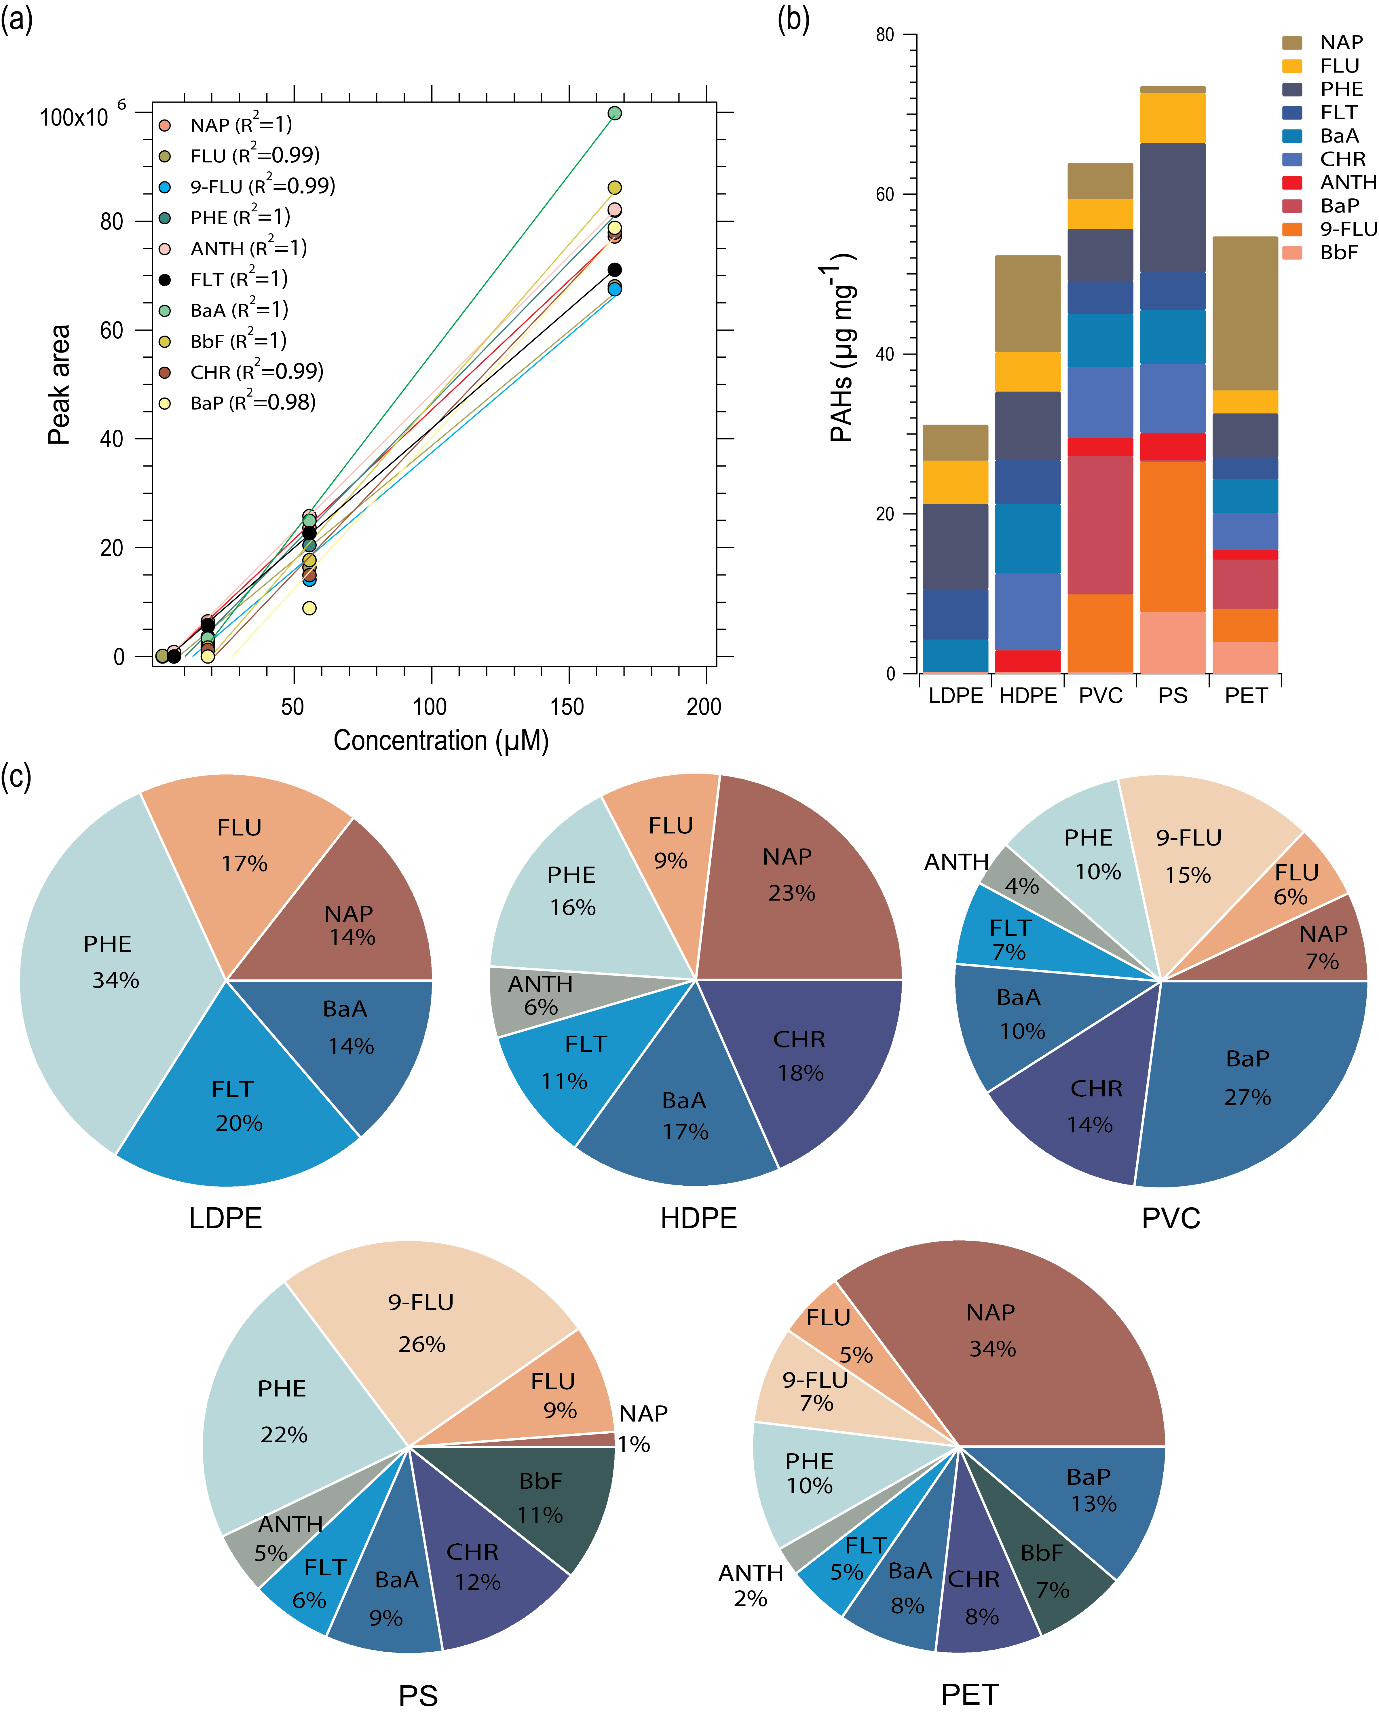 (a)
100x10 6
80
60
40
20
0
Peak area
NAP (R2=1)
FLU (R2=0.99)
9-FLU (R2=0.99)
PHE (R2=1)
ANTH (R2=1)
FLT (R2=1)
BaA (R2=1)
BbF (R2=1)
CHR (R2=0.99)
BaP (R2=0.98)
50 100 150 200
Concentration (µM)
(b)
80
60
40
20
0
PAHs (µg mg-1)
LDPE HDPE PVC PS PET
NAP
FLU
PHE
FLT
BaA
CHR
ANTH
BaP
9-FLU
BbF
(c)
FLU
17%
NAP
14%
PHE
34%
BaA
14%
FLT
20%
LDPE
FLU
9%
NAP
23%
PHE
16%
ANTH
6%
FLT
11%
BaA
17%
CHR
18%
HDPE
PHE
10%
9-FLU
15%
FLU
6%
NAP
7%
ANTH
4%
FLT
7%
BaA
10%
CHR
14%
BaP
27%
PVC
9-FLU
26%
PHE
22%
FLU
9%
NAP
1%
BbF
11%
ANTH
5%
FLT
6%
BaA
9%
CHR
12%
PS
NAP
34%
FLU
5%
9-FLU
7%
PHE
10%
ANTH
2%
FLT
5%
BaA
8%
CHR
8%
BbF
7%
BaP
13%
PET